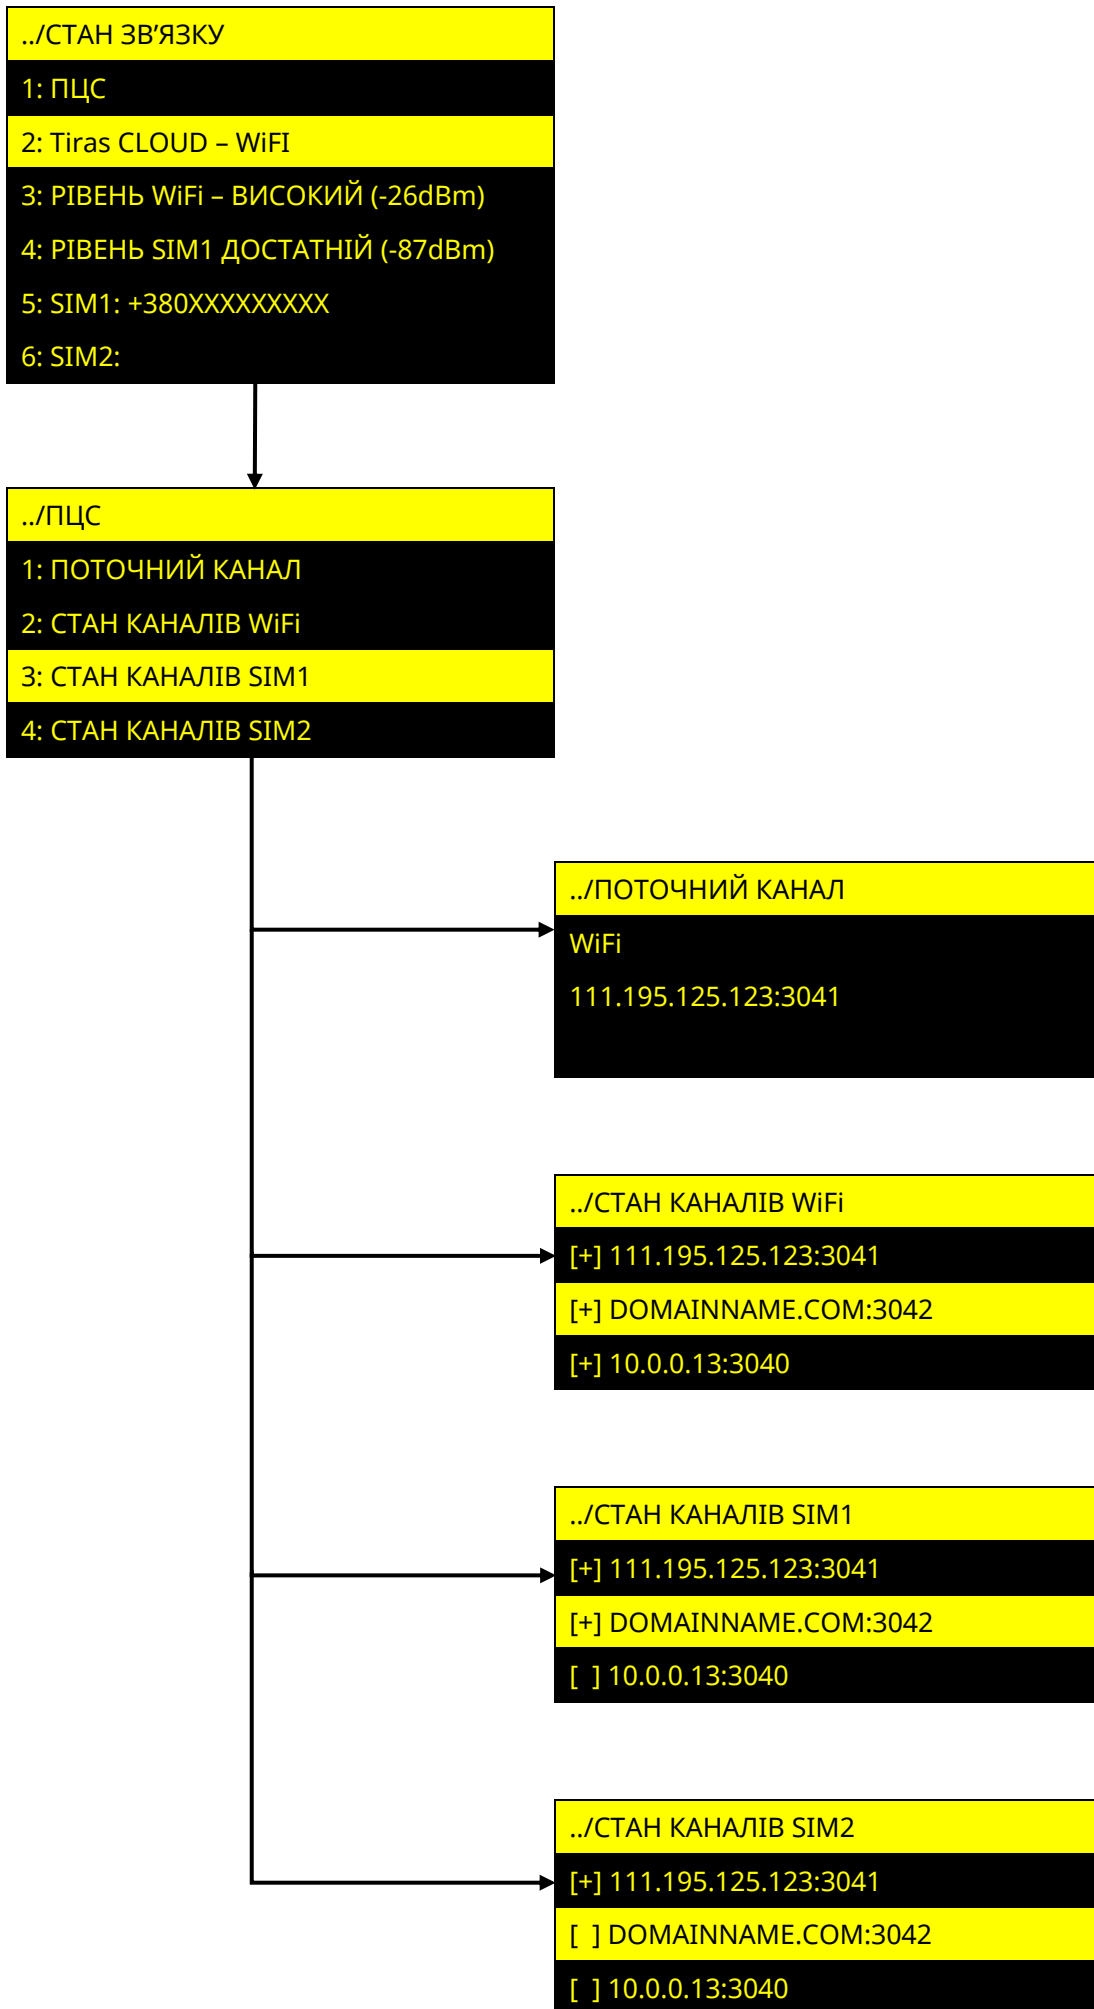 ../СТАН ЗВ’ЯЗКУ
1: ПЦС
2: Tiras CLOUD – WiFI
3: РІВЕНЬ WiFi – ВИСОКИЙ (-26dBm)
4: РІВЕНЬ SIM1 ДОСТАТНІЙ (-87dBm)
5: SIM1: +380XXXXXXXXX
6: SIM2:
../ПЦС
1: ПОТОЧНИЙ КАНАЛ
2: СТАН КАНАЛІВ WiFi
3: СТАН КАНАЛІВ SIM1
4: СТАН КАНАЛІВ SIM2
../ПОТОЧНИЙ КАНАЛ
WiFi
111.195.125.123:3041
../СТАН КАНАЛІВ WiFi
[+] 111.195.125.123:3041
[+] DOMAINNAME.COM:3042
[+] 10.0.0.13:3040
../СТАН КАНАЛІВ SIM1
[+] 111.195.125.123:3041
[+] DOMAINNAME.COM:3042
[  ] 10.0.0.13:3040
../СТАН КАНАЛІВ SIM2
[+] 111.195.125.123:3041
[  ] DOMAINNAME.COM:3042
[  ] 10.0.0.13:3040